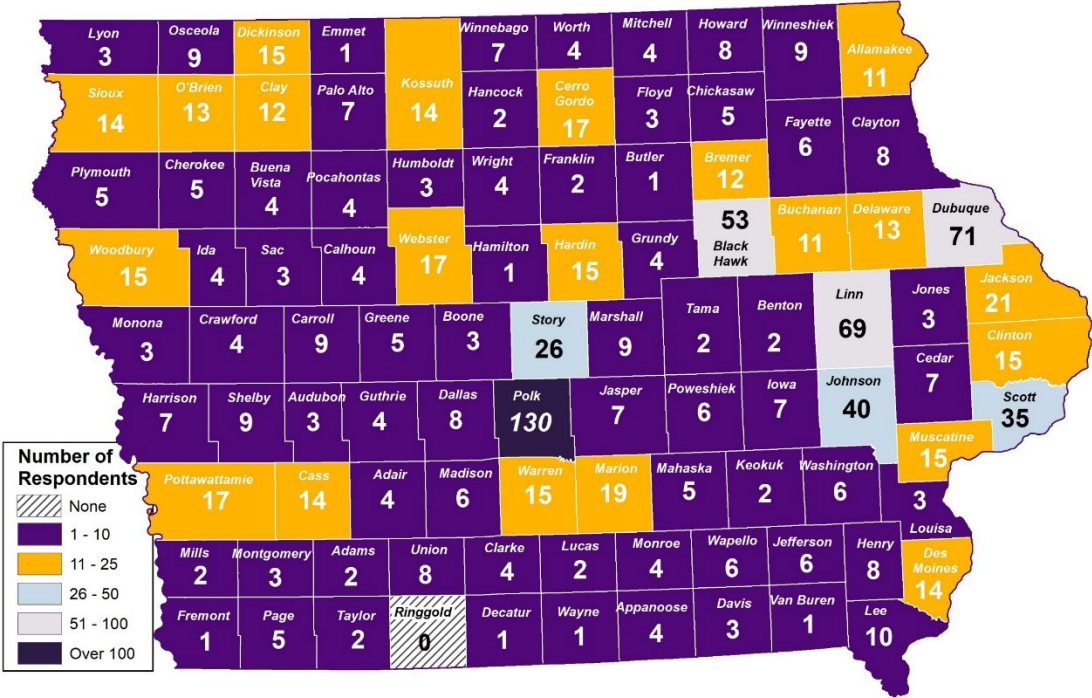 Lyon
3
Osceola
9
Dickinson
15
Emmet
1
Kossuth
14
Winnebago
7
Worth
4
Mitchell
4
Howard
8
Winneshiek
9
Allamakee
11
Sioux
14
O'Brien
13
Clay
12
Palo Alto
7
Hancock
2
Cerro
Gordo
17
Floyd
3
Chickasaw
5
Fayette
6
Clayton
8
Plymouth
5
Cherokee
5
Buena
Vista
4
Pocahontas
4
Humboldt
3
Wright
4
Franklin
2
Butler
1
Bremer
12
Woodbury
15
Ida
4
Sac
3
Calhoun
4
Webster
17
Hamilton
1
Hardin
15
Grundy
4
53
Black
Hawk
Buchanan
11
Delaware
13
Dubuque
71
Monona
3
Crawford
4
Carroll
9
Greene
5
Boone
3
Story
26
Marshall
9
Tama
2
Benton
2
Linn
69
Jones
3
Jackson
21
Clinton
15
Harrison
7
Shelby
9
Audubon
3
Guthrie
4
Dallas
8
Polk
130
Jasper
7
Poweshiek
6
Iowa
7
Johnson
40
Cedar
7
Scott
35
Muscatine
15
Pottawattamie
17
Cass
14
Adair
4
Madison
6
Warren
15
Marion
19
Mahaska
5
Keokuk
2
Washington
6
3
Louisa
Mills
2
Montgomery
3
Adams
2
Union
8
Clarke
4
Lucas
2
Monroe
4
Wapello
6
Jefferson
6
Henry
8
Des
Moines
14
Fremont
1
Page
5
Taylor
2
Ringgold
0
Decatur
1
Wayne
1
Appanoose
4
Davis
3
Van Buren
1
Lee
10
Number of
Respondents
None
1 - 10
11 - 25
26 - 50
51 - 100
Over 100